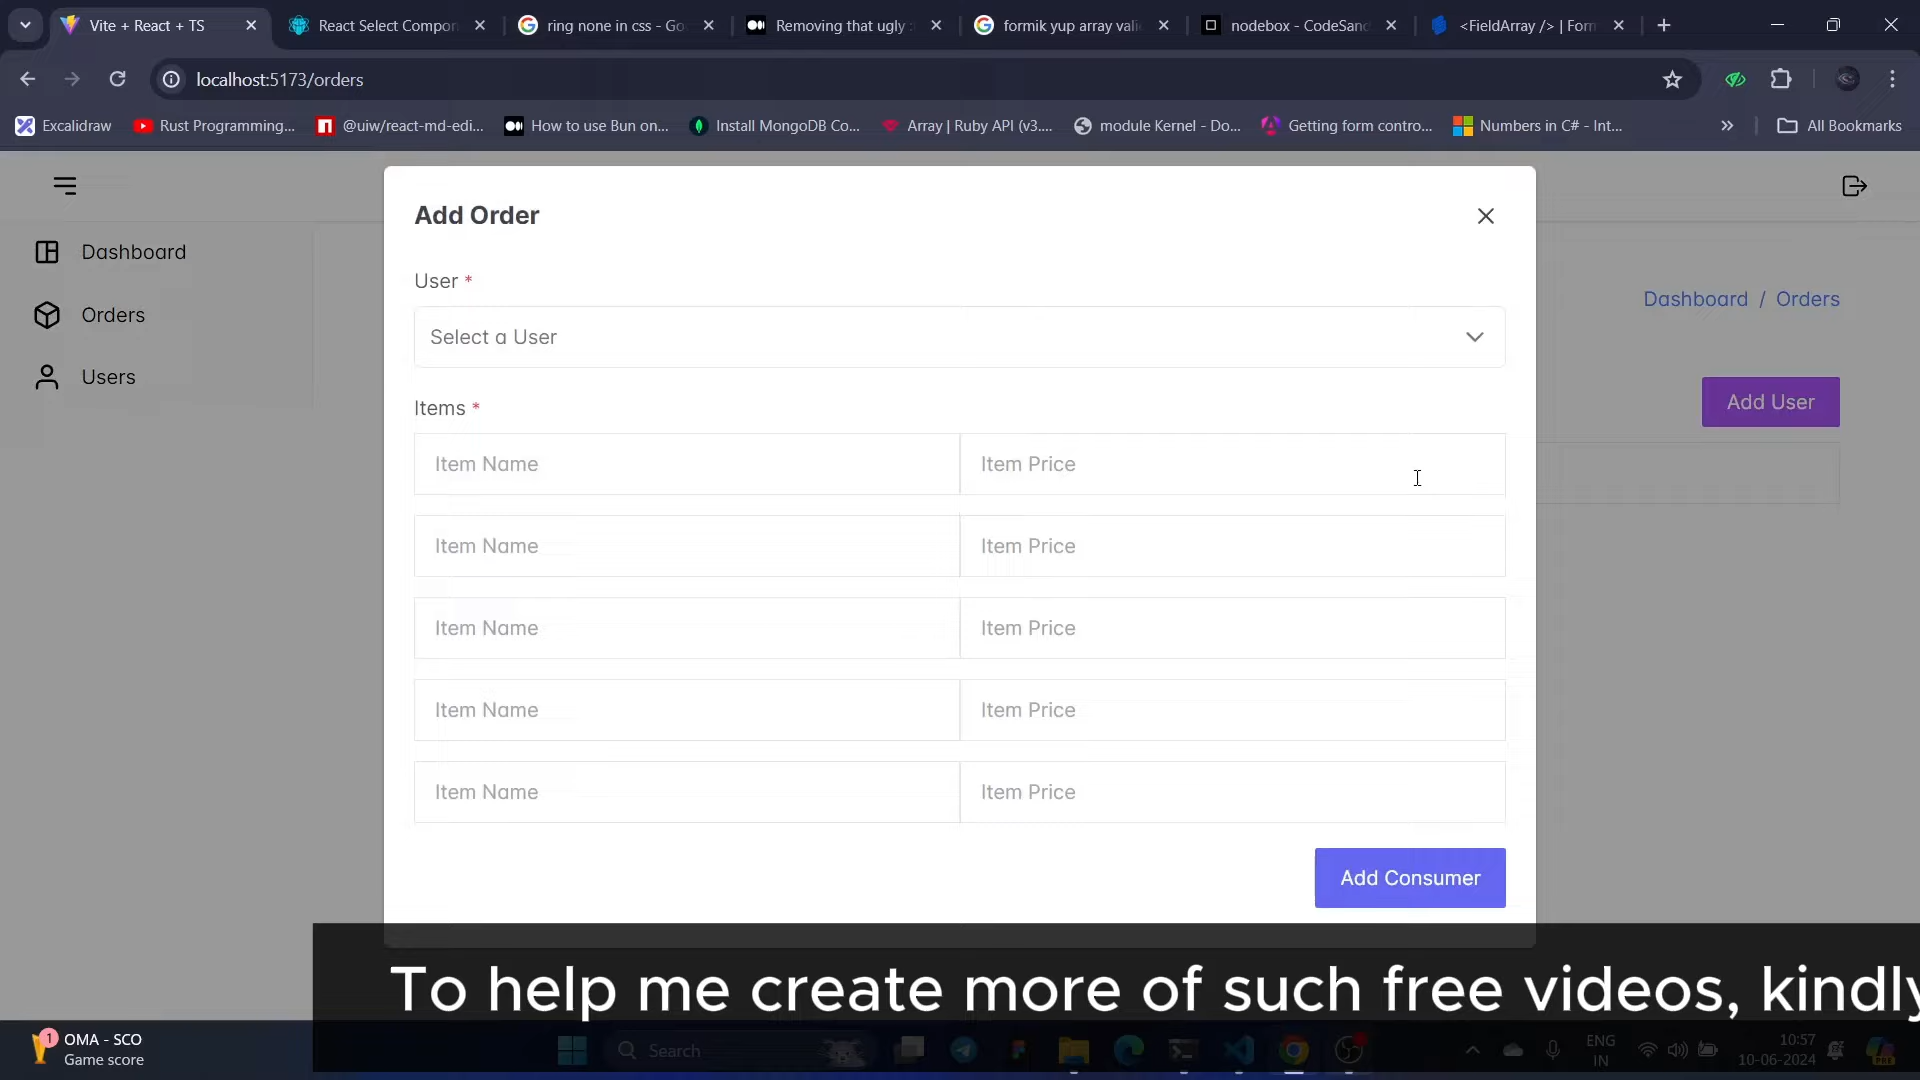 Vite + React + TS
React Select Compon
ring none in css - Go
Removing that ugly :
formik yup array vali
nodebox - CodeSand
<FieldArray /> | Form
localhost:5173/orders
Excalidraw
Rust Programming...
@uiw/react-md-edi...
How to use Bun on...
Install MongoDB Co...
Array | Ruby API (v3....
module Kernel - Do...
Getting form contro...
Numbers in C# - Int...
All Bookmarks
Add Order
Dashboard
Orders
Users
User *
Select a User
Dashboard / Orders
Add User
Items *
Item Name Item Price
Item Name Item Price
Item Name Item Price
Item Name Item Price
Item Name Item Price
Add Consumer
To help me create more of such free videos, kindly
1
OMA - SCO
Game score
Search
ENG
IN
10:57
10-06-2024